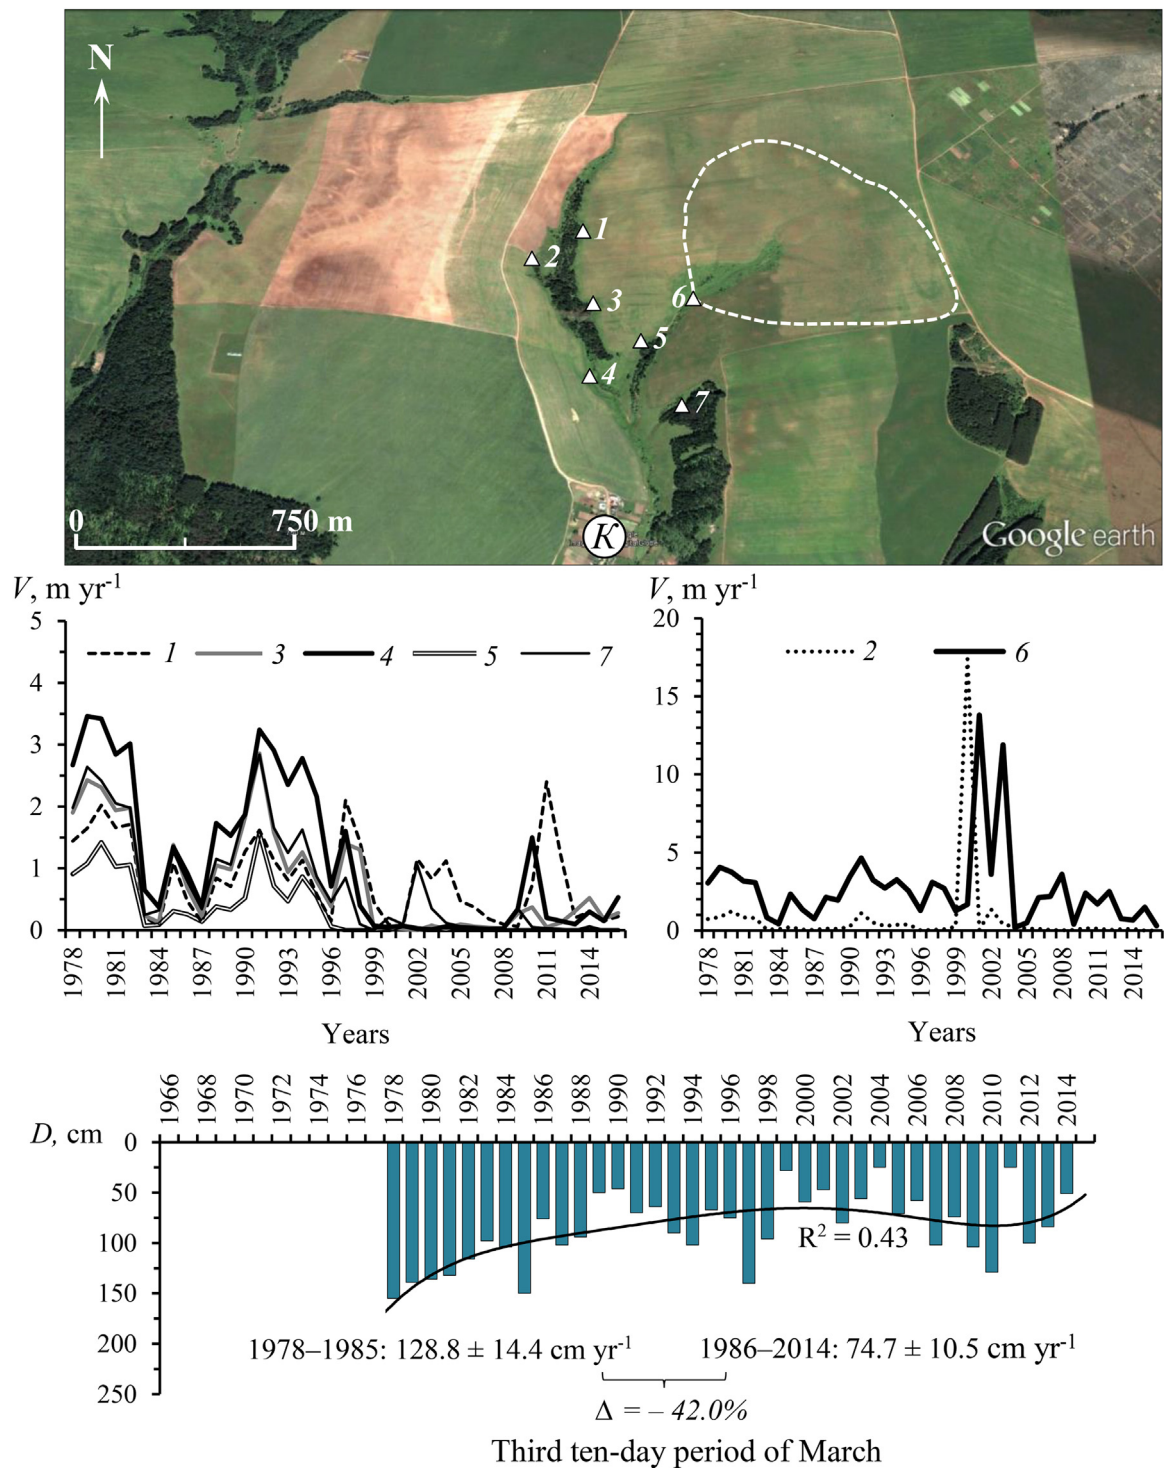 N
1
2
3
6
5
4
7
0 750 m
K
Google earth
V, m yr-1
5
4
3
2
1
0
1 3 4 5 7
1978 1981 1984 1987 1990 1993 1996 1999 2002 2005 2008 2011 2014
Years
V, m yr-1
20
15
10
5
0
2 6
1978 1981 1984 1987 1990 1993 1996 1999 2002 2005 2008 2011 2014
Years
1966 1968 1970 1972 1974 1976 1978 1980 1982 1984 1986 1988 1990 1992 1994 1996 1998 2000 2002 2004 2006 2008 2010 2012 2014
D, cm
0
50
100
150
200
250
R2 = 0.43
1978–1985: 128.8 ± 14.4 cm yr-1 1986–2014: 74.7 ± 10.5 cm yr-1
Δ = – 42.0%
Third ten-day period of March